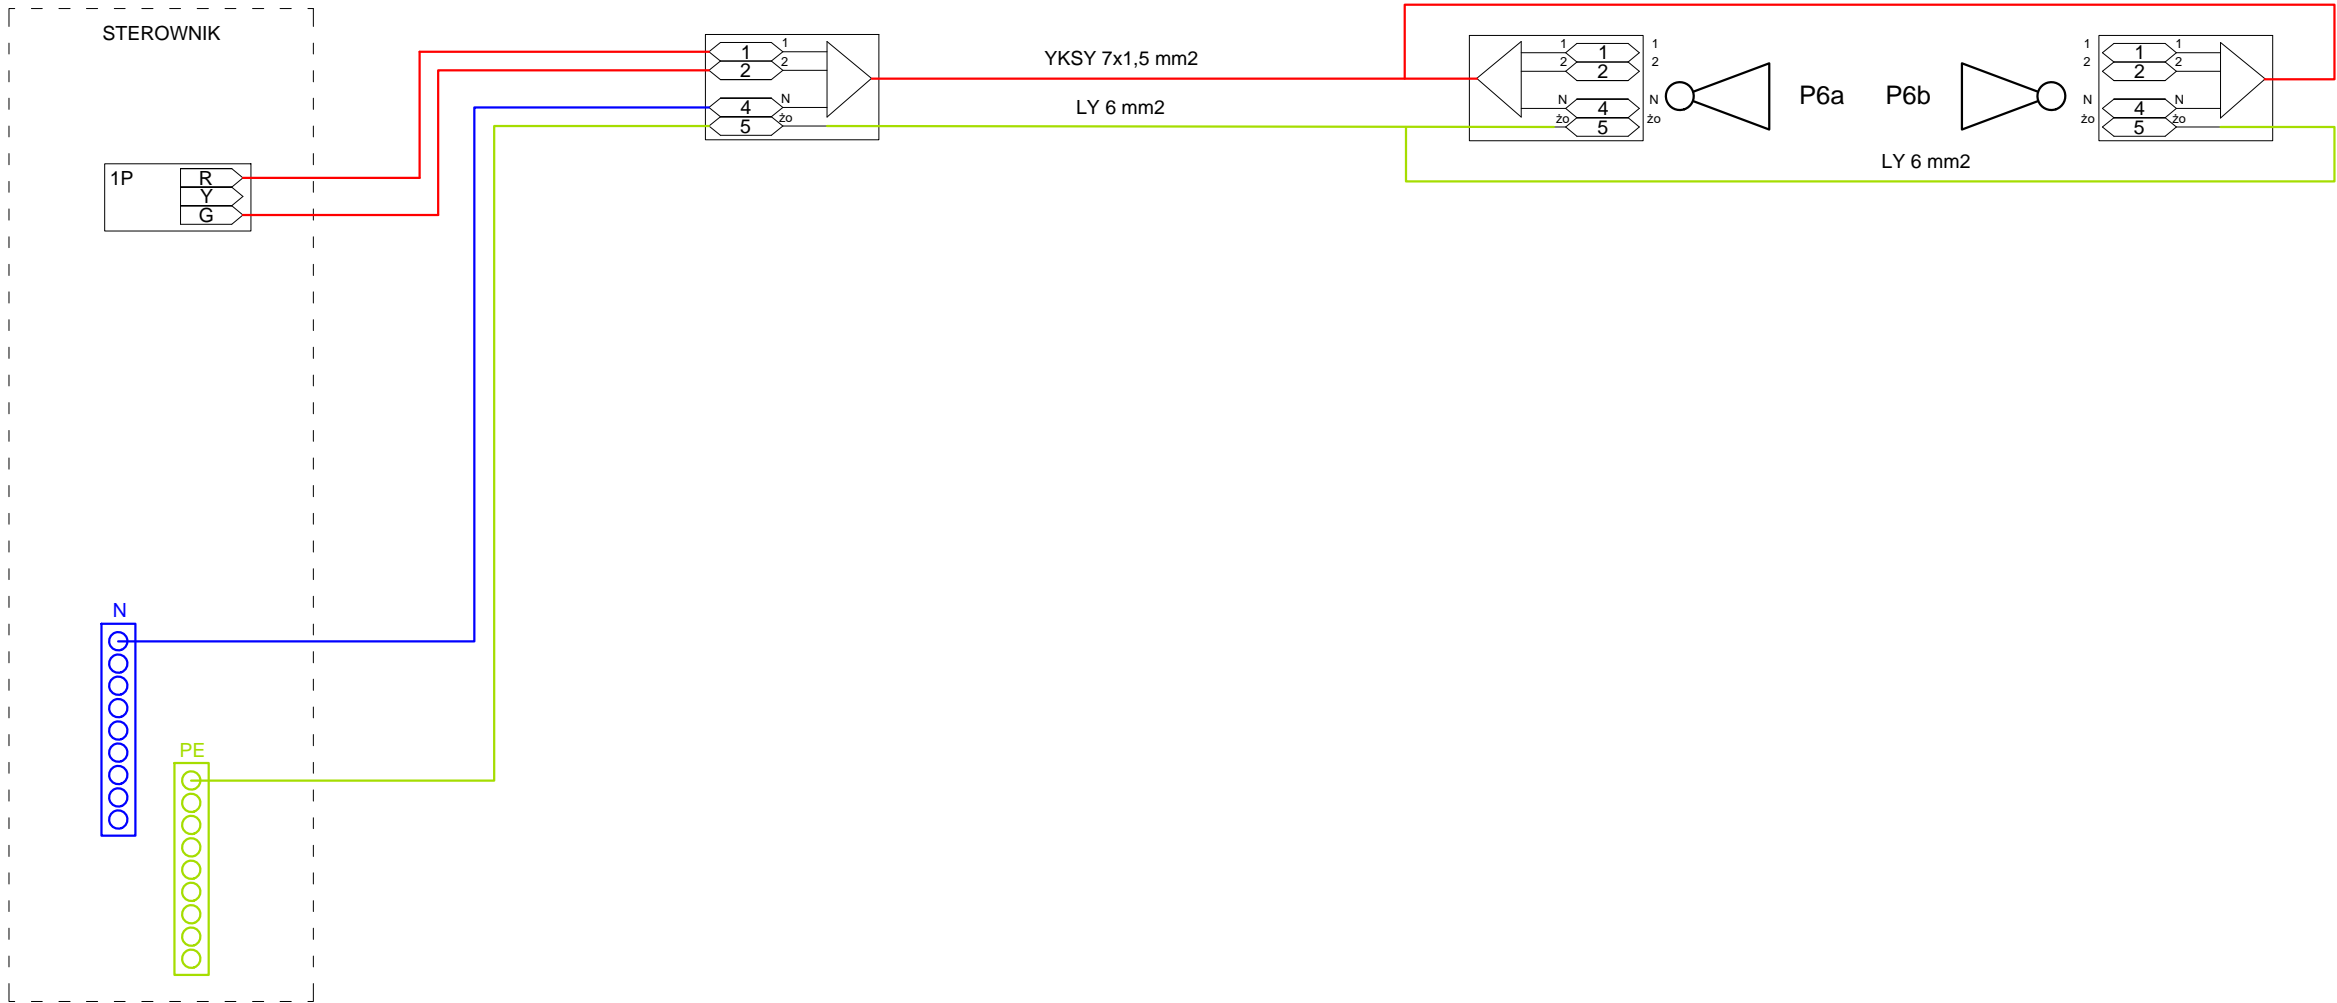 STEROWNIK
1P
R
Y
G
N
PE
1 1
2 2
4 N
5 żo
YKSY 7x1,5 mm2
LY 6 mm2
1 1 1
2 2 2
N 4 N
żo 5 żo
P6a
P6b
1 1 1
2 2 2
N 4 N
żo 5 żo
LY 6 mm2